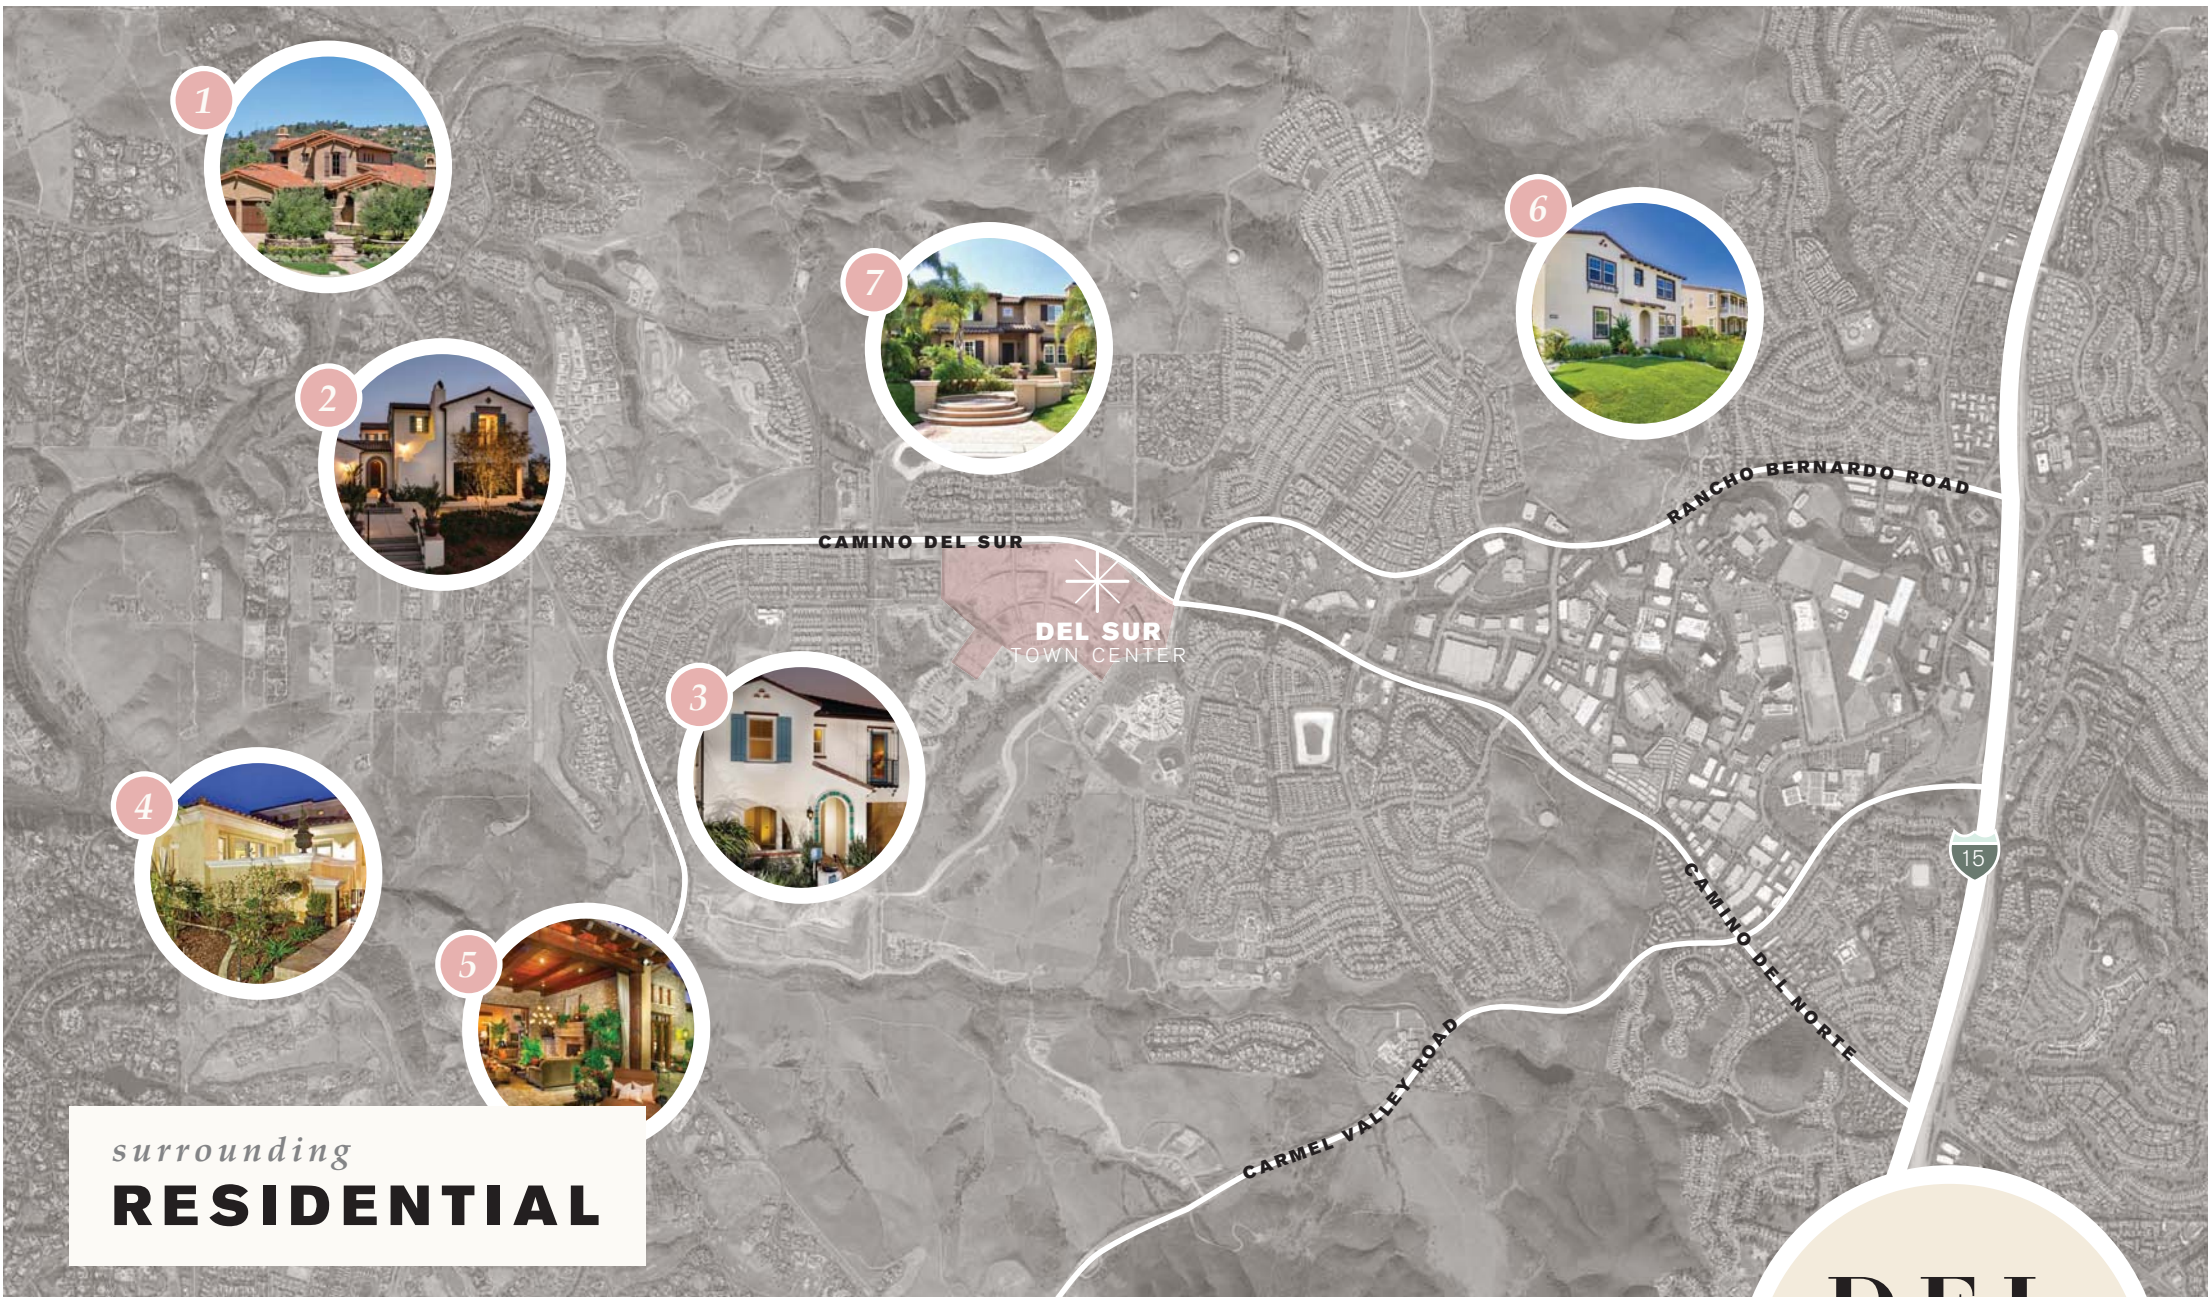 1
6
7
2
RANCHO BERNARDO ROAD
CAMINO DEL SUR
DEL SUR
TOWN CENTER
3
4
15
CAMINO DEL NORTE
5
CARMEL VALLEY ROAD
surrounding
RESIDENTIAL
DEL